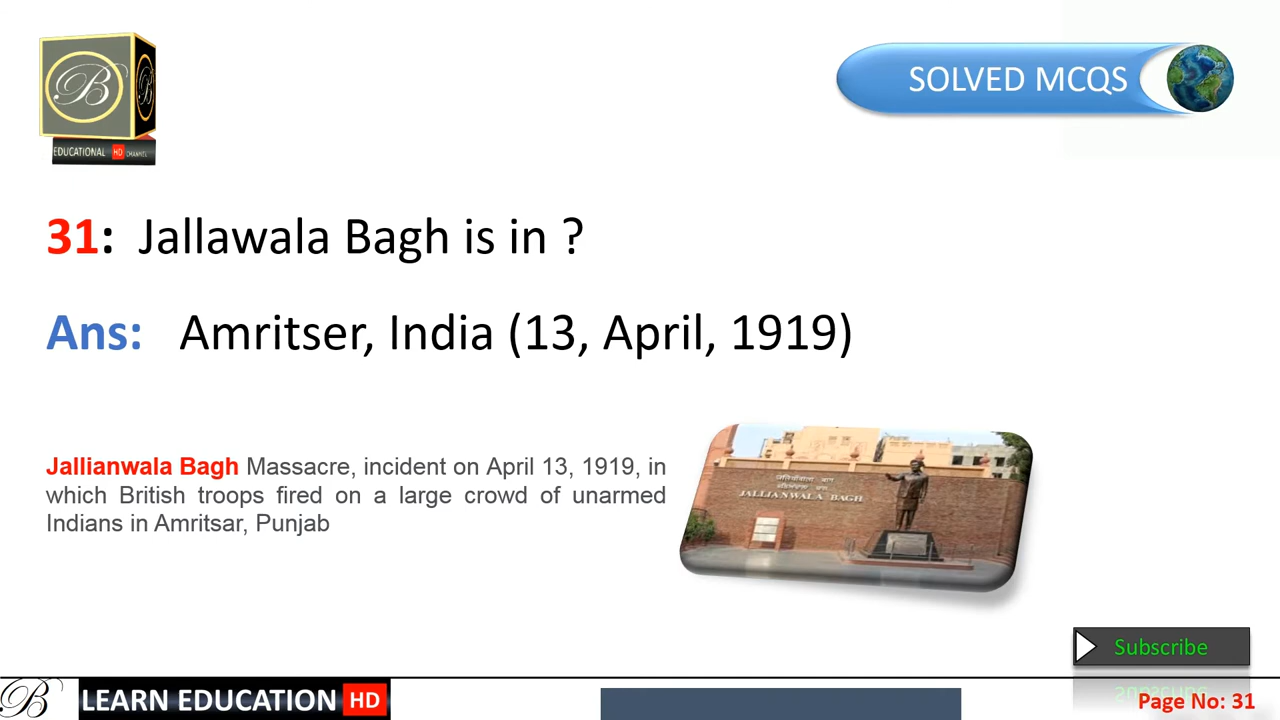 B
B
EDUCATIONAL HD CHANNEL
SOLVED MCQS
31: Jallawala Bagh is in ?
Ans: Amritser, India (13, April, 1919)
Jallianwala Bagh Massacre, incident on April 13, 1919, in
which British troops fired on a large crowd of unarmed
Indians in Amritsar, Punjab
JALLIANWALA BAGH
Subscribe
B LEARN EDUCATION HD
Page No: 31